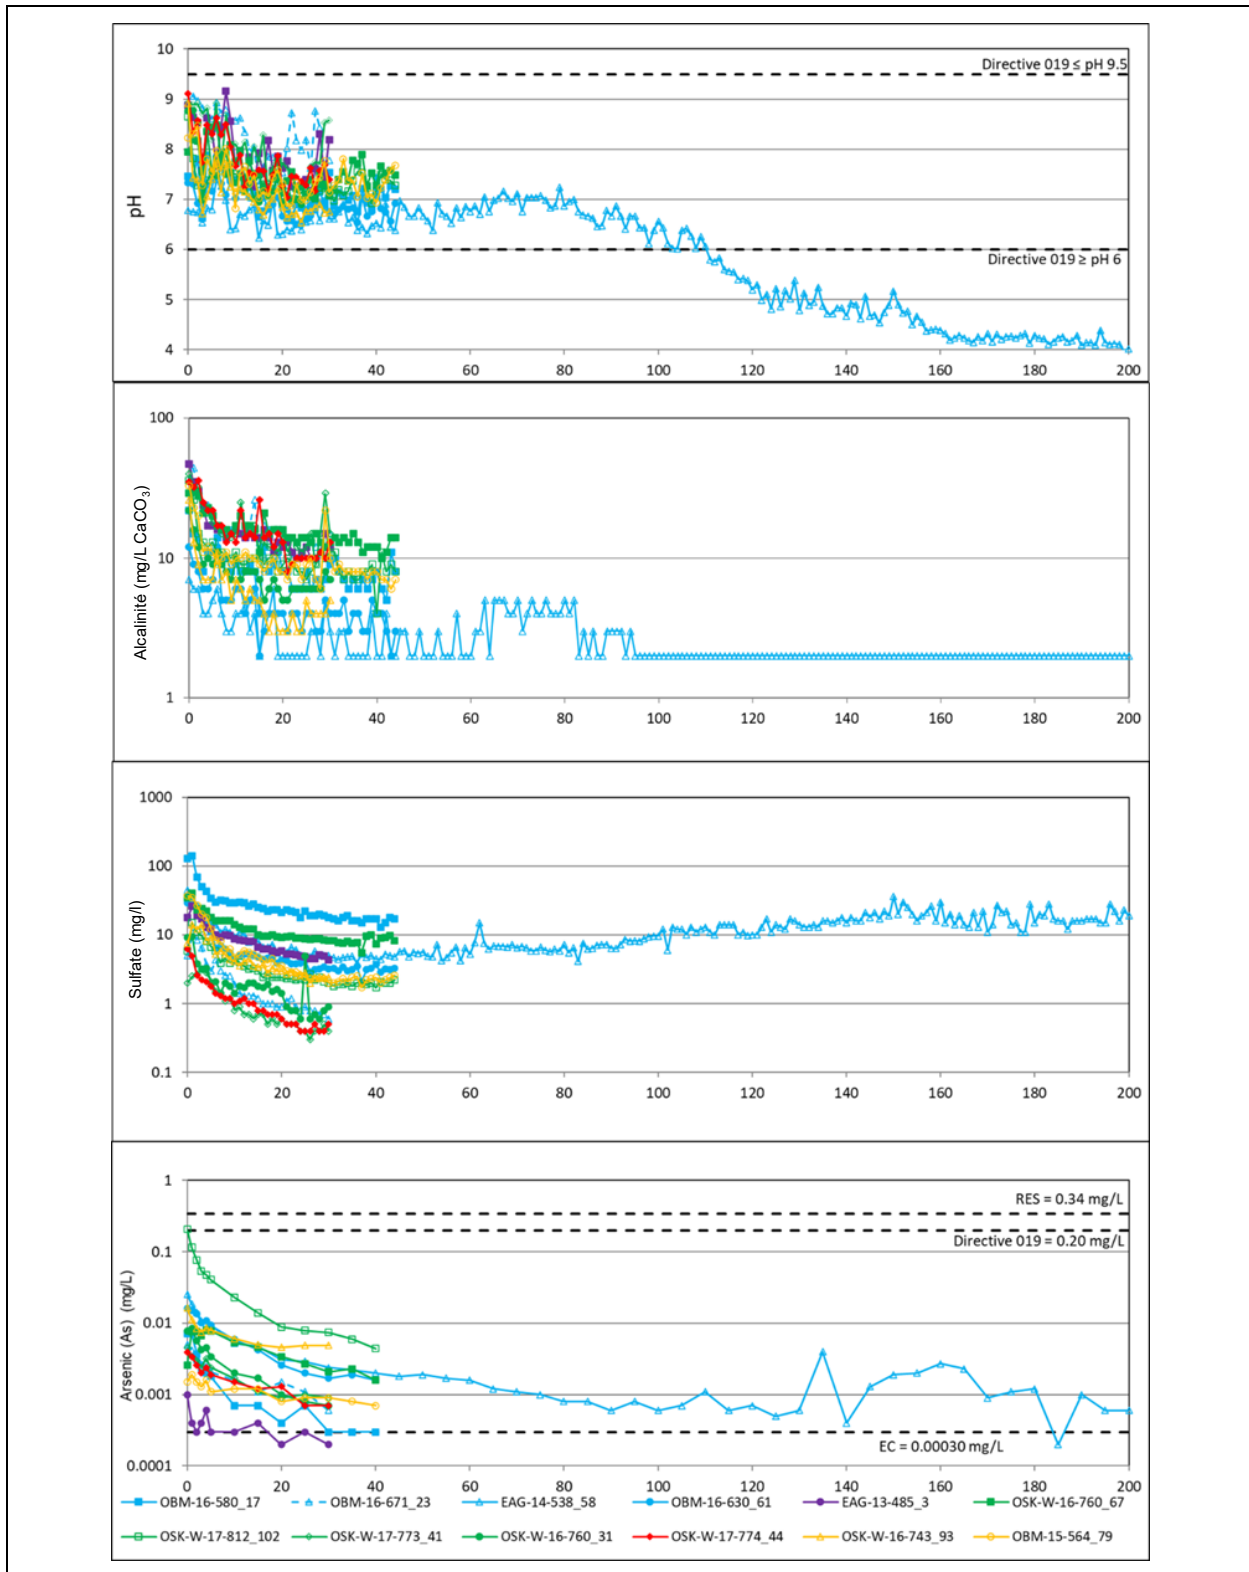 10
Directive 019 ≤ pH 9.5
9
8
7
pH
6
Directive 019 ≥ pH 6
5
4
0 20 40 60 80 100 120 140 160 180 200
100
Alcalinité (mg/L CaCO3)
10
1
0 20 40 60 80 100 120 140 160 180 200
1000
100
Sulfate (mg/l)
10
1
0.1
0 20 40 60 80 100 120 140 160 180 200
1
RES = 0.34 mg/L
Directive 019 = 0.20 mg/L
0.1
Arsenic (As) (mg/L)
0.01
0.001
EC = 0.00030 mg/L
0.0001
0 20 40 60 80 100 120 140 160 180 200
OBM-16-580_17 OBM-16-671_23 EAG-14-538_58 OBM-16-630_61 EAG-13-485_3 OSK-W-16-760_67
OSK-W-17-812_102 OSK-W-17-773_41 OSK-W-16-760_31 OSK-W-17-774_44 OSK-W-16-743_93 OBM-15-564_79